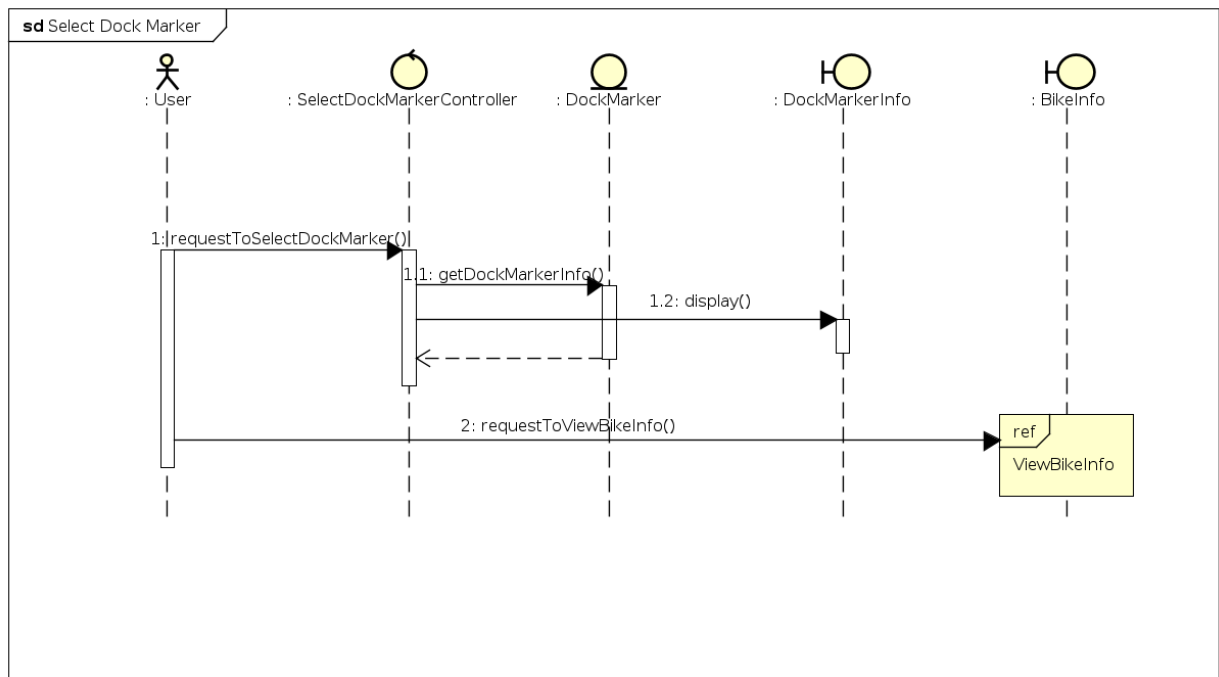 sd Select Dock Marker
: User
: SelectDockMarkerController
: DockMarker
: DockMarkerInfo
: BikeInfo
1: requestToSelectDockMarker()
1.1: getDockMarkerInfo()
1.2: display()
2: requestToViewBikeInfo()
ref
ViewBikeInfo